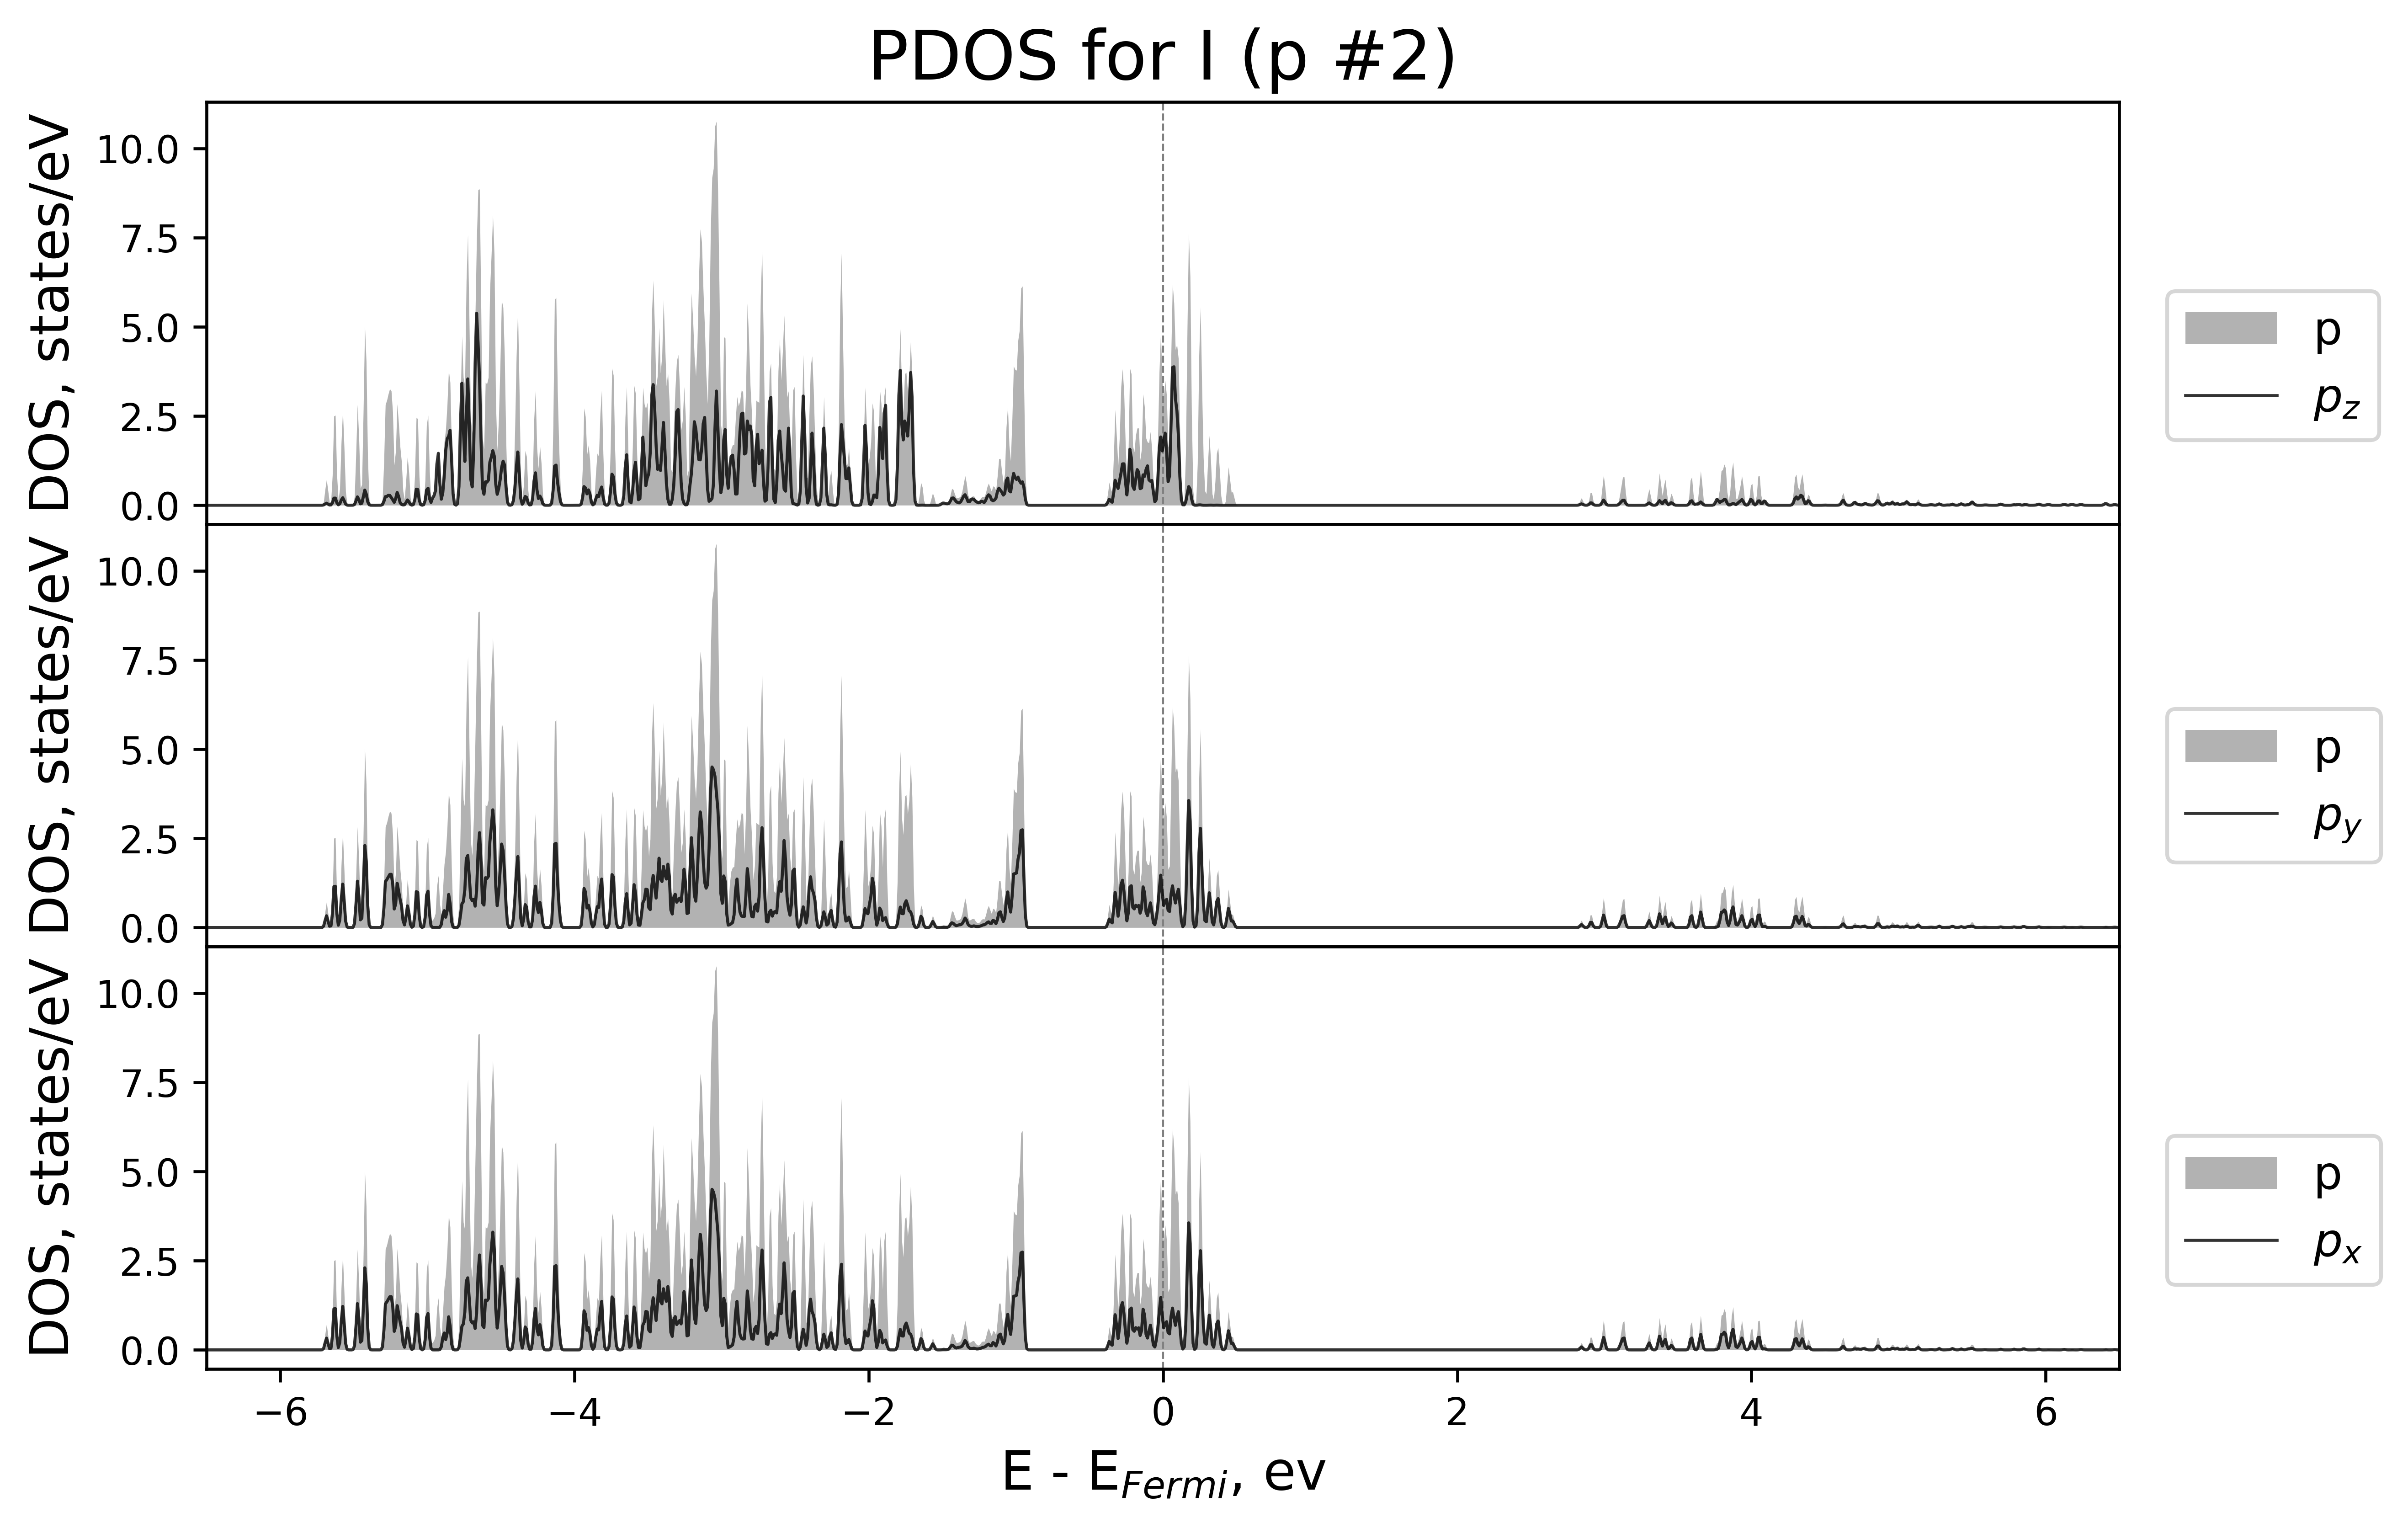 PDOS for I (p #2)
DOS, states/eV
10.0
7.5
5.0
2.5
0.0
p
p_z
DOS, states/eV
10.0
7.5
5.0
2.5
0.0
p
p_y
DOS, states/eV
10.0
7.5
5.0
2.5
0.0
p
p_x
−6 −4 −2 0 2 4 6
E - E_Fermi, ev